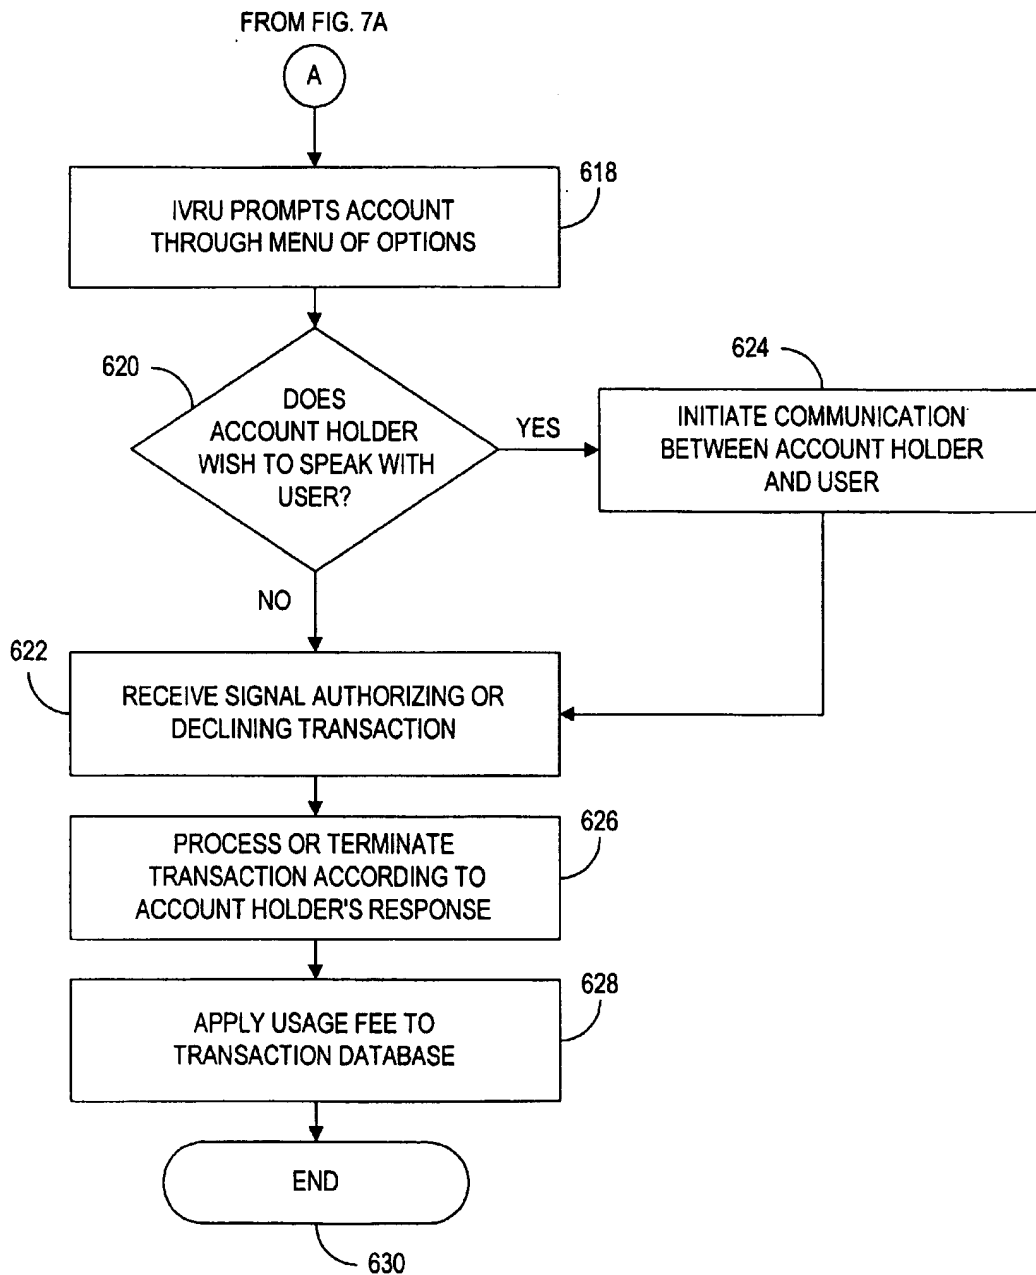 FROM FIG. 7A
A
618
IVRU PROMPTS ACCOUNT
THROUGH MENU OF OPTIONS
620
DOES
ACCOUNT HOLDER
WISH TO SPEAK WITH
USER?
YES
624
INITIATE COMMUNICATION
BETWEEN ACCOUNT HOLDER
AND USER
NO
622
RECEIVE SIGNAL AUTHORIZING OR
DECLINING TRANSACTION
626
PROCESS OR TERMINATE
TRANSACTION ACCORDING TO
ACCOUNT HOLDER'S RESPONSE
628
APPLY USAGE FEE TO
TRANSACTION DATABASE
END
630